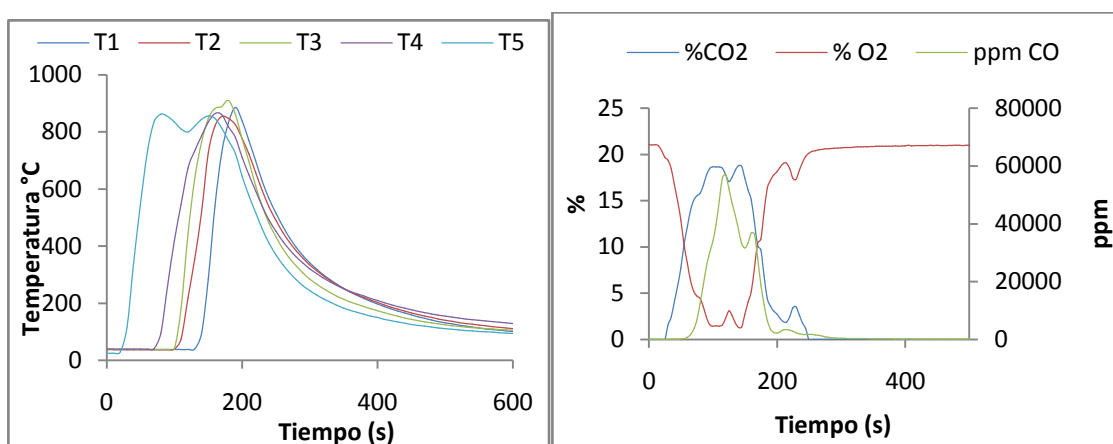 T1 T2 T3 T4 T5
1000
800
600
400
200
0
Temperatura °C
0 200 400 600
Tiempo (s)
%CO2 % O2 ppm CO
25
20
15
10
5
0
%
80000
60000
40000
20000
0
ppm
0 200 400
Tiempo (s)